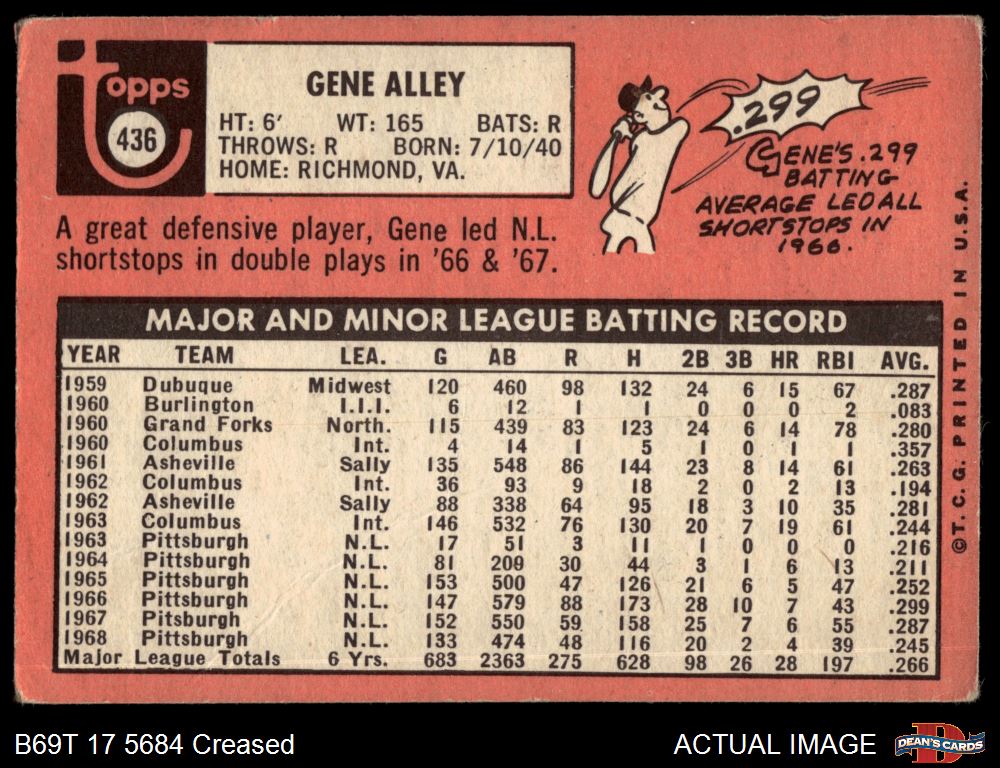 Topps
436
GENE ALLEY
HT: 6' WT: 165 BATS: R
THROWS: R BORN: 7/10/40
HOME: RICHMOND, VA.
A great defensive player, Gene led N.L.
shortstops in double plays in '66 & '67.
.299
GENE'S .299
BATTING
AVERAGE LED ALL
SHORTSTOPS IN
1966.
MAJOR AND MINOR LEAGUE BATTING RECORD
YEAR TEAM LEA. G AB R H 2B 3B HR RBI AVG.
1959 Dubuque Midwest 120 460 98 132 24 6 15 67 .287
1960 Burlington I.I.I. 6 12 1 1 0 0 0 2 .083
1960 Grand Forks North. 115 439 83 123 24 6 14 78 .280
1960 Columbus Int. 4 14 1 5 1 0 1 1 .357
1961 Asheville Sally 135 548 86 144 23 8 14 61 .263
1962 Columbus Int. 36 93 9 18 2 0 2 13 .194
1962 Asheville Sally 88 338 64 95 18 3 10 35 .281
1963 Columbus Int. 146 532 76 130 20 7 19 61 .244
1963 Pittsburgh N.L. 17 51 3 11 1 0 0 0 .216
1964 Pittsburgh N.L. 81 209 30 44 3 1 6 13 .211
1965 Pittsburgh N.L. 153 500 47 126 21 6 5 47 .252
1966 Pittsburgh N.L. 147 579 88 173 28 10 7 43 .299
1967 Pitsburgh N.L. 152 550 59 158 25 7 6 55 .287
1968 Pittsburgh N.L. 133 474 48 116 20 2 4 39 .245
Major League Totals 6 Yrs. 683 2363 275 628 98 26 28 197 .266
©T.C.G. PRINTED IN U.S.A.
B69T 17 5684 Creased
ACTUAL IMAGE
D
DEAN'S CARDS